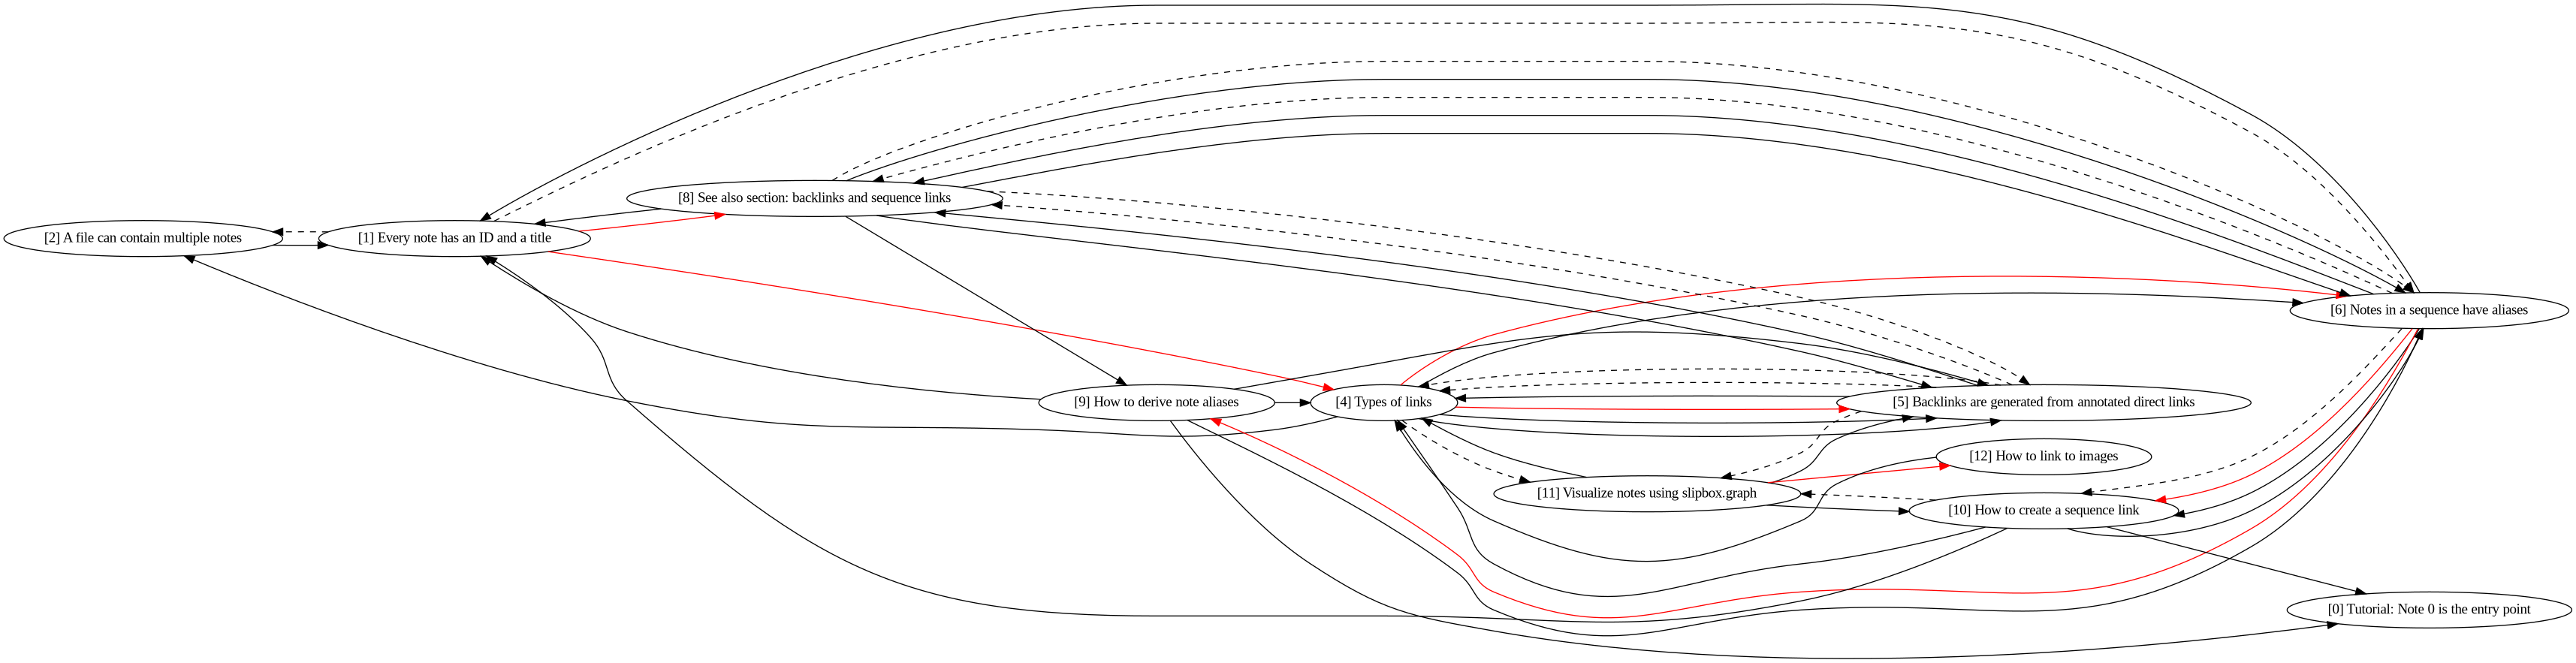 [8] See also section: backlinks and sequence links
[2] A file can contain multiple notes
[1] Every note has an ID and a title
[6] Notes in a sequence have aliases
[9] How to derive note aliases
[4] Types of links
[5] Backlinks are generated from annotated direct links
[12] How to link to images
[11] Visualize notes using slipbox.graph
[10] How to create a sequence link
[0] Tutorial: Note 0 is the entry point